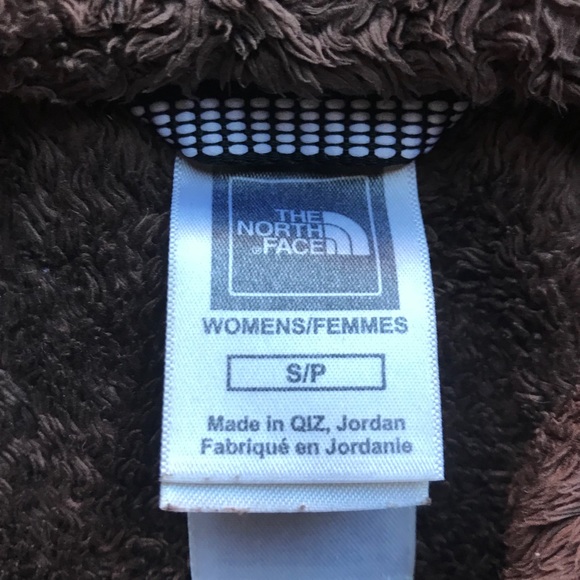 THE
NORTH
FACE
WOMENS/FEMMES
S/P
Made in QIZ, Jordan
Fabriqué en Jordanie